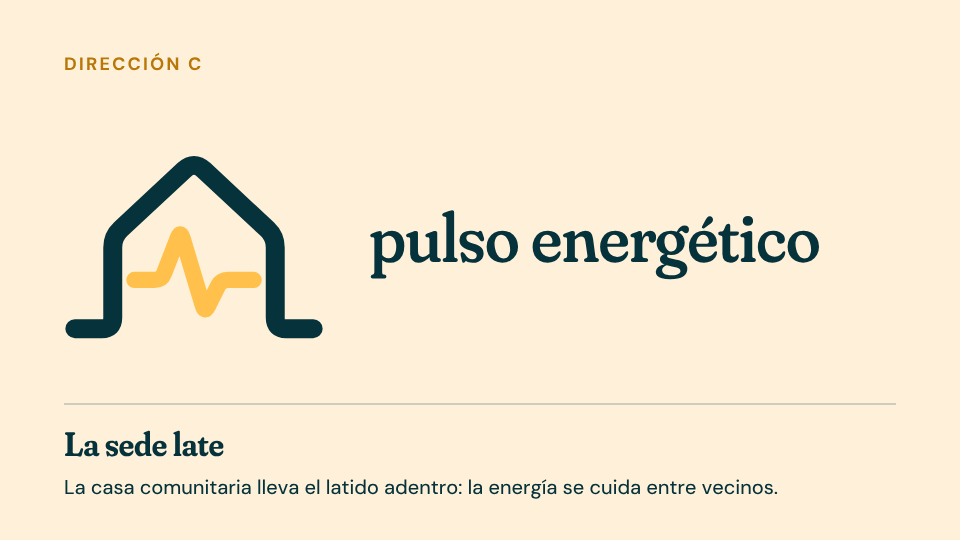 DIRECCIÓN C
pulso energético
La sede late
La casa comunitaria lleva el latido adentro: la energía se cuida entre vecinos.